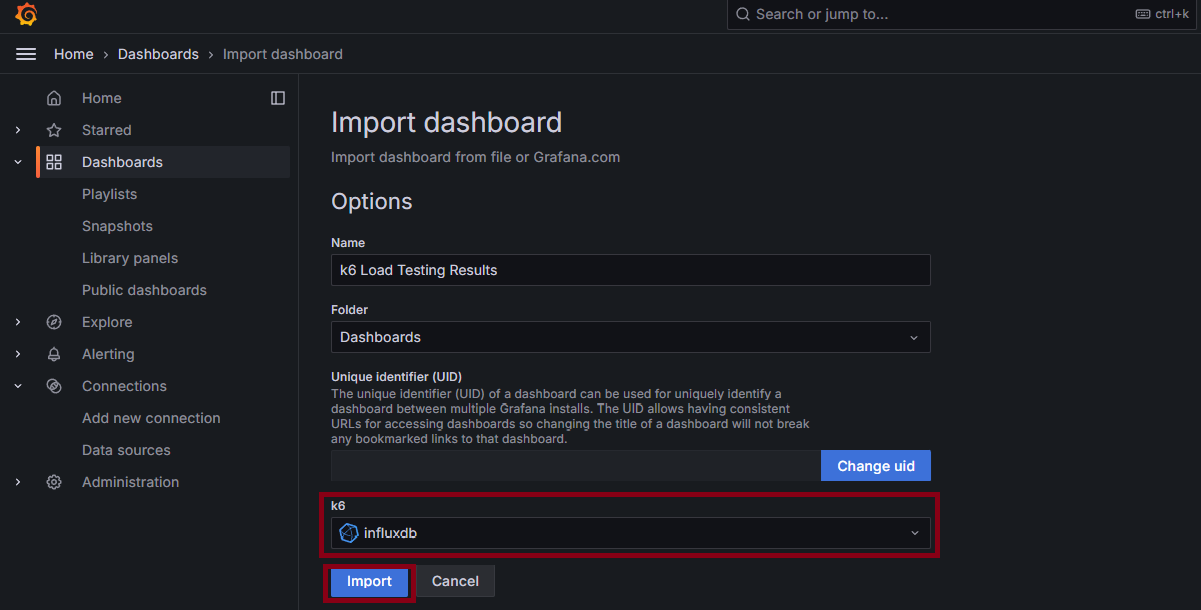 Search or jump to...
ctrl+k
Home › Dashboards › Import dashboard
Home
Starred
Dashboards
Playlists
Snapshots
Library panels
Public dashboards
Explore
Alerting
Connections
Add new connection
Data sources
Administration
Import dashboard
Import dashboard from file or Grafana.com
Options
Name
k6 Load Testing Results
Folder
Dashboards
Unique identifier (UID)
The unique identifier (UID) of a dashboard can be used for uniquely identify a
dashboard between multiple Grafana installs. The UID allows having consistent
URLs for accessing dashboards so changing the title of a dashboard will not break
any bookmarked links to that dashboard.
Change uid
k6
influxdb
Import
Cancel